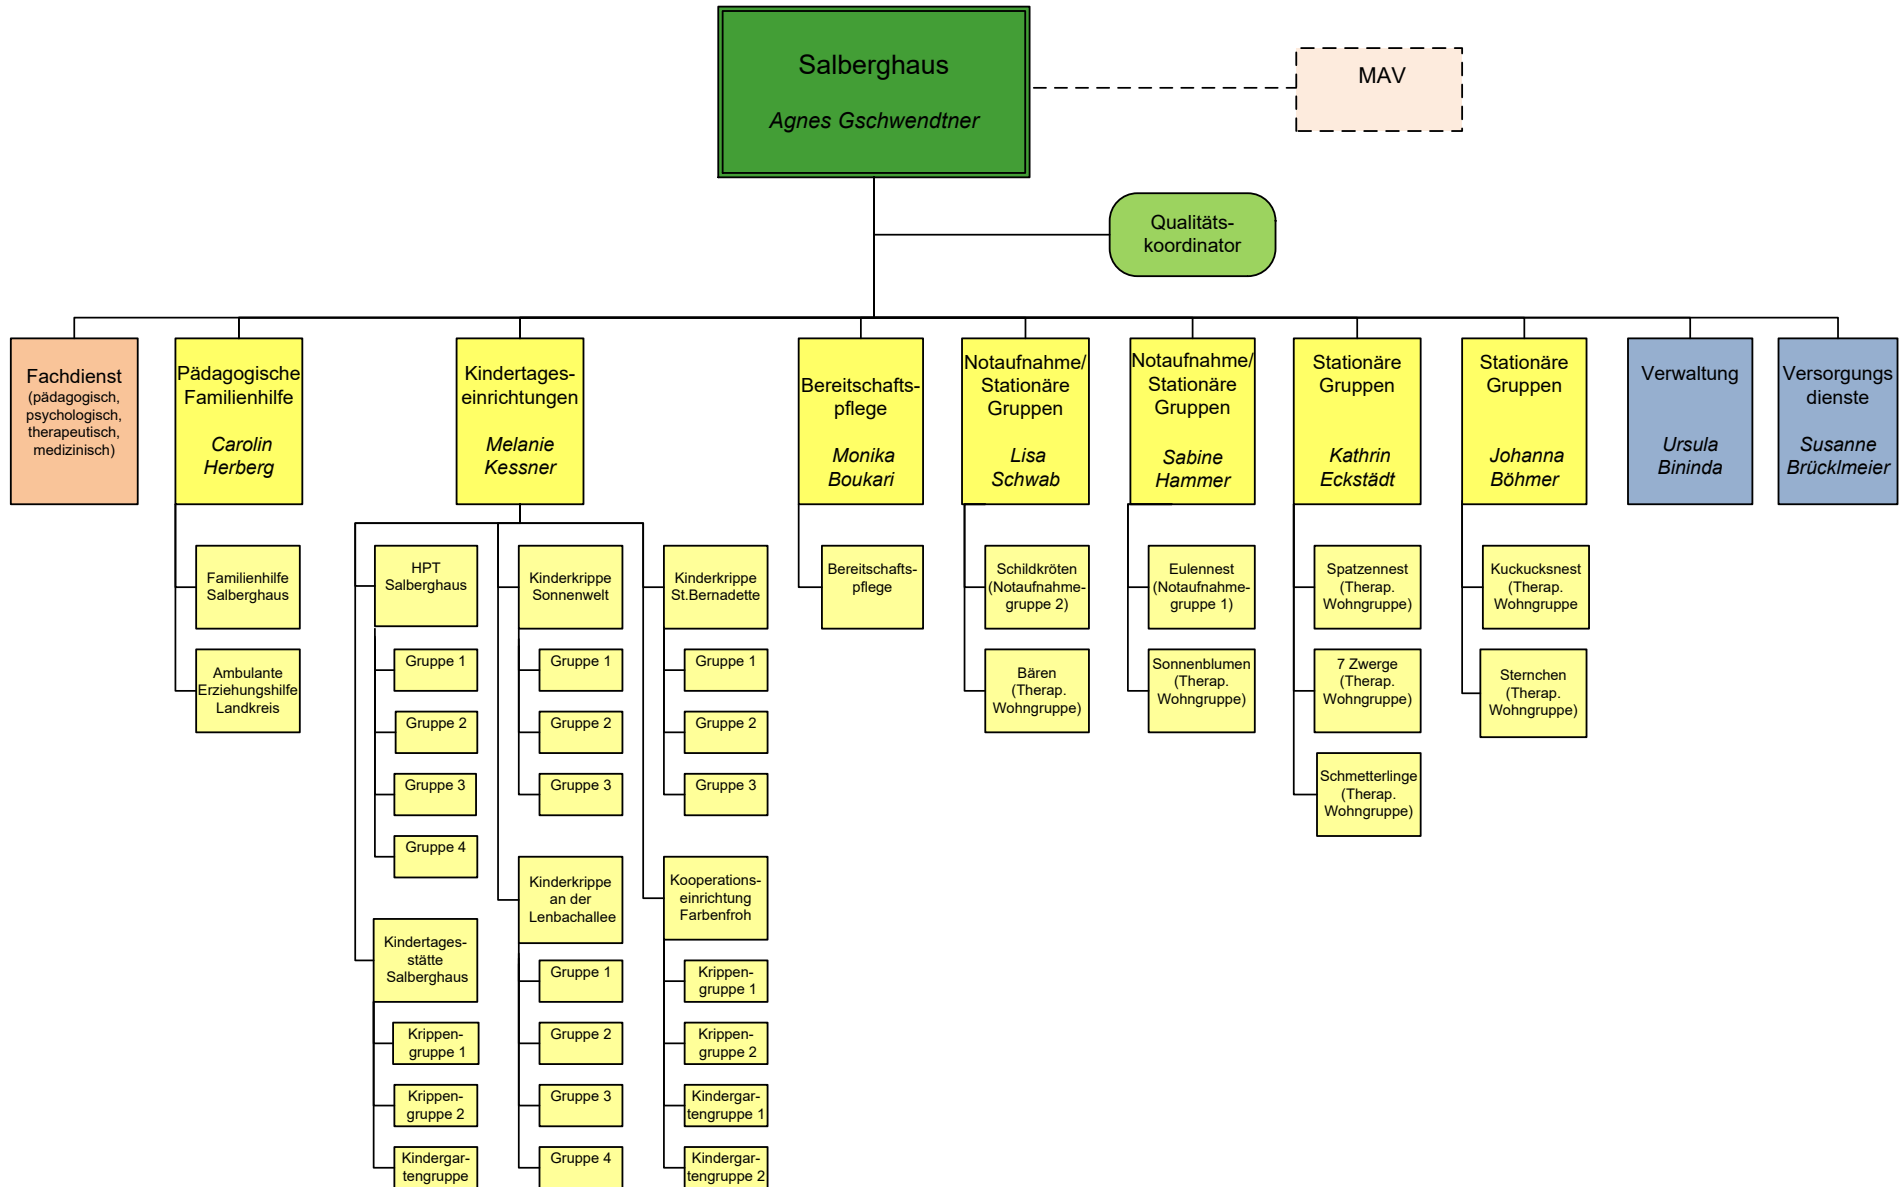 Salberghaus
Agnes Gschwendtner
MAV
Qualitäts-
koordinator
Fachdienst
(pädagogisch,
psychologisch,
therapeutisch,
medizinisch)
Pädagogische
Familienhilfe
Carolin
Herberg
Kindertages-
einrichtungen
Melanie
Kessner
Bereitschafts-
pflege
Monika
Boukari
Notaufnahme/
Stationäre
Gruppen
Lisa
Schwab
Notaufnahme/
Stationäre
Gruppen
Sabine
Hammer
Stationäre
Gruppen
Kathrin
Eckstädt
Stationäre
Gruppen
Johanna
Böhmer
Verwaltung
Ursula
Bininda
Versorgungs
dienste
Susanne
Brücklmeier
Familienhilfe
Salberghaus
Ambulante
Erziehungshilfe
Landkreis
HPT
Salberghaus
Gruppe 1
Gruppe 2
Gruppe 3
Gruppe 4
Kindertages-
stätte
Salberghaus
Krippen-
gruppe 1
Krippen-
gruppe 2
Kindergar-
tengruppe
Kinderkrippe
Sonnenwelt
Gruppe 1
Gruppe 2
Gruppe 3
Kinderkrippe
an der
Lenbachallee
Gruppe 1
Gruppe 2
Gruppe 3
Gruppe 4
Kinderkrippe
St.Bernadette
Gruppe 1
Gruppe 2
Gruppe 3
Kooperations-
einrichtung
Farbenfroh
Krippen-
gruppe 1
Krippen-
gruppe 2
Kindergar-
tengruppe 1
Kindergar-
tengruppe 2
Bereitschafts-
pflege
Schildkröten
(Notaufnahme-
gruppe 2)
Bären
(Therap.
Wohngruppe)
Eulennest
(Notaufnahme-
gruppe 1)
Sonnenblumen
(Therap.
Wohngruppe)
Spatzennest
(Therap.
Wohngruppe)
7 Zwerge
(Therap.
Wohngruppe)
Schmetterlinge
(Therap.
Wohngruppe)
Kuckucksnest
(Therap.
Wohngruppe
Sternchen
(Therap.
Wohngruppe)